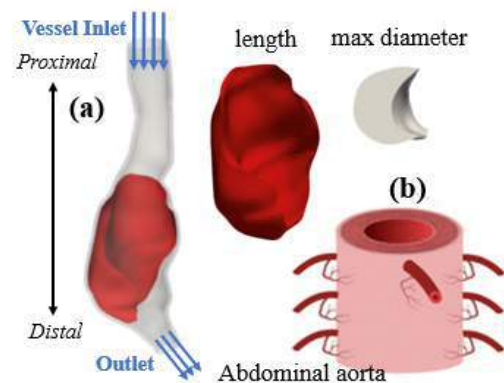 Vessel Inlet
Proximal
(a)
Distal
Outlet
length
max diameter
(b)
Abdominal aorta